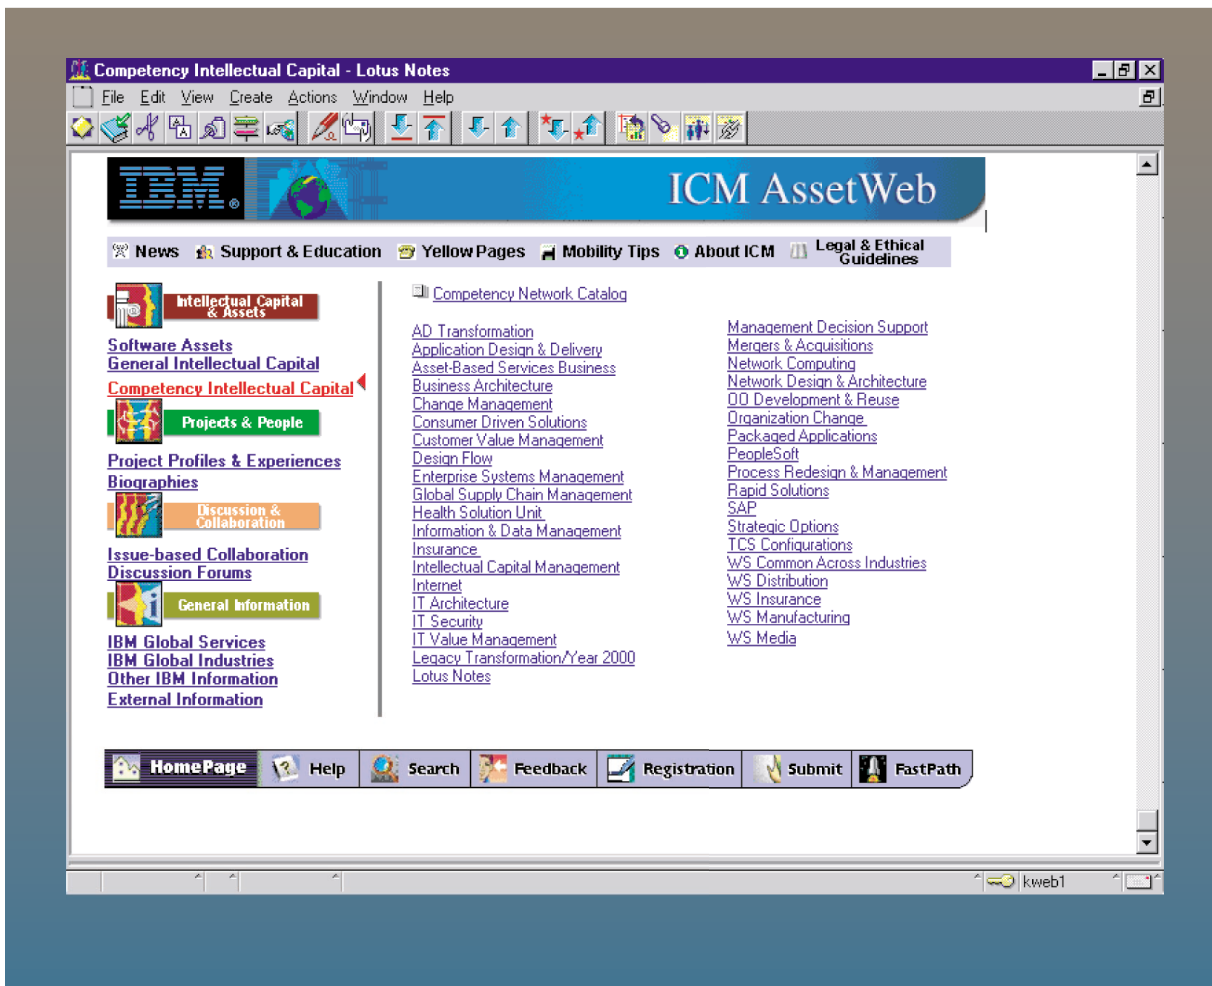 Competency Intellectual Capital - Lotus Notes
File Edit View Create Actions Window Help
IBM®
ICM AssetWeb
News Support & Education Yellow Pages Mobility Tips About ICM Legal & Ethical
Guidelines
Intellectual Capital
& Assets
Software Assets
General Intellectual Capital
Competency Intellectual Capital
Projects & People
Project Profiles & Experiences
Biographies
Discussion &
Collaboration
Issue-based Collaboration
Discussion Forums
General Information
IBM Global Services
IBM Global Industries
Other IBM Information
External Information
Competency Network Catalog
AD Transformation
Application Design & Delivery
Asset-Based Services Business
Business Architecture
Change Management
Consumer Driven Solutions
Customer Value Management
Design Flow
Enterprise Systems Management
Global Supply Chain Management
Health Solution Unit
Information & Data Management
Insurance
Intellectual Capital Management
Internet
IT Architecture
IT Security
IT Value Management
Legacy Transformation/Year 2000
Lotus Notes
Management Decision Support
Mergers & Acquisitions
Network Computing
Network Design & Architecture
OO Development & Reuse
Organization Change
Packaged Applications
PeopleSoft
Process Redesign & Management
Rapid Solutions
SAP
Strategic Options
TCS Configurations
WS Common Across Industries
WS Distribution
WS Insurance
WS Manufacturing
WS Media
HomePage Help Search Feedback Registration Submit FastPath
kweb1